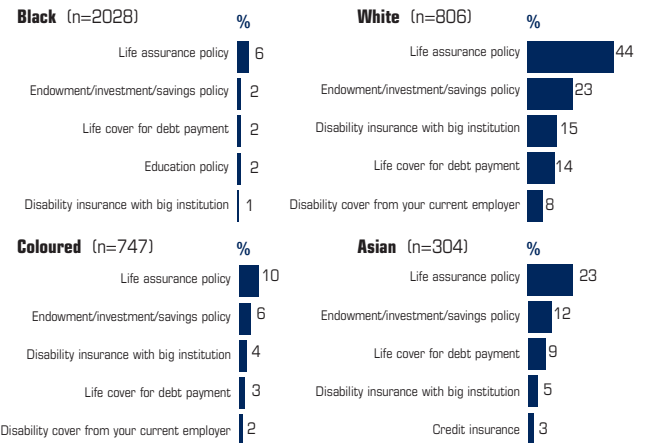 Black (n=2028) %
Life assurance policy 6
Endowment/investment/savings policy 2
Life cover for debt payment 2
Education policy 2
Disability insurance with big institution 1
White (n=806) %
Life assurance policy 44
Endowment/investment/savings policy 23
Disability insurance with big institution 15
Life cover for debt payment 14
Disability cover from your current employer 8
Coloured (n=747) %
Life assurance policy 10
Endowment/investment/savings policy 6
Disability insurance with big institution 4
Life cover for debt payment 3
Disability cover from your current employer 2
Asian (n=304) %
Life assurance policy 23
Endowment/investment/savings policy 12
Life cover for debt payment 9
Disability insurance with big institution 5
Credit insurance 3